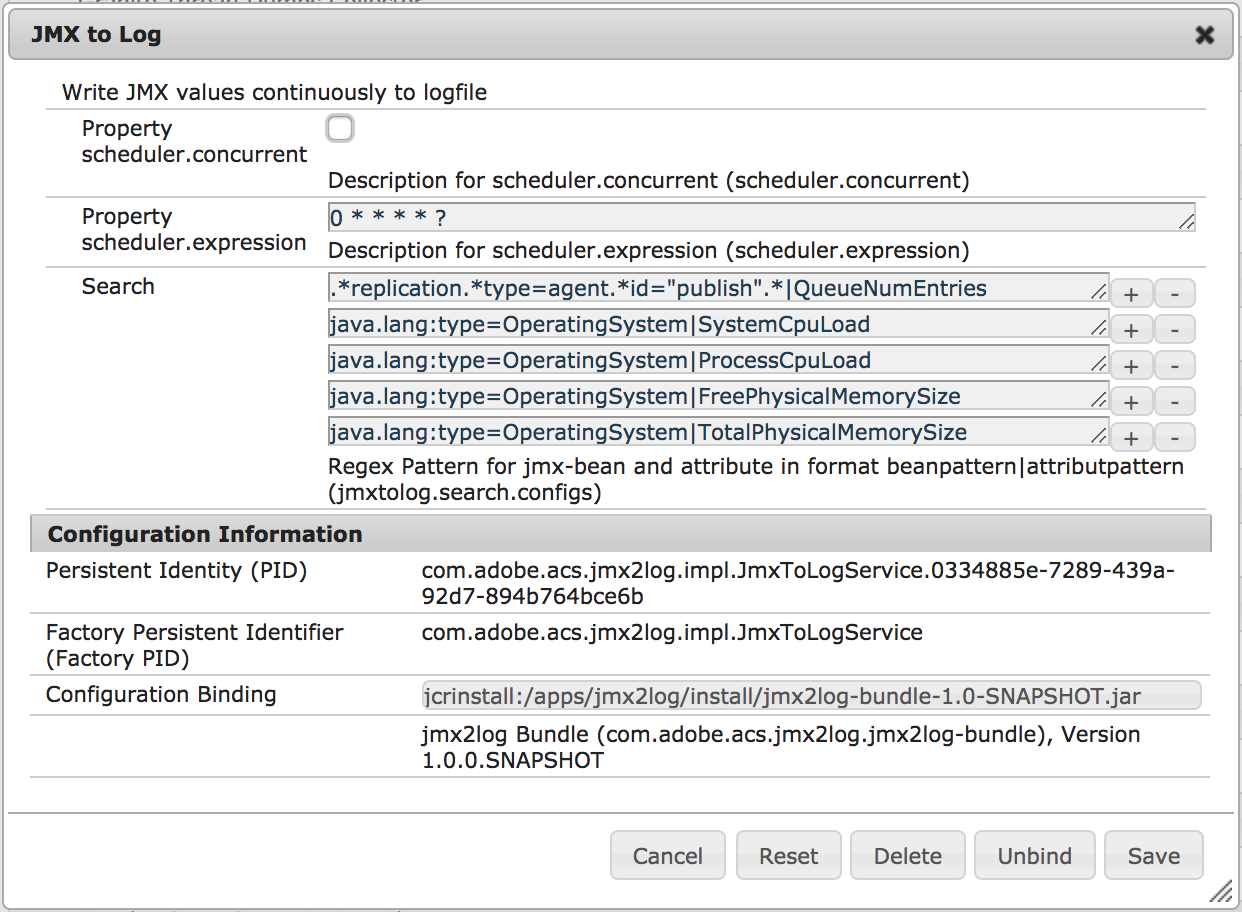 JMX to Log
Write JMX values continuously to logfile
Property
scheduler.concurrent
Description for scheduler.concurrent (scheduler.concurrent)
Property
scheduler.expression
0 * * * * ?
Description for scheduler.expression (scheduler.expression)
Search
.*replication.*type=agent.*id="publish".*|QueueNumEntries
+ -
java.lang:type=OperatingSystem|SystemCpuLoad
+ -
java.lang:type=OperatingSystem|ProcessCpuLoad
+ -
java.lang:type=OperatingSystem|FreePhysicalMemorySize
+ -
java.lang:type=OperatingSystem|TotalPhysicalMemorySize
+ -
Regex Pattern for jmx-bean and attribute in format beanpattern|attributpattern
(jmxtolog.search.configs)
Configuration Information
Persistent Identity (PID)
com.adobe.acs.jmx2log.impl.JmxToLogService.0334885e-7289-439a-
92d7-894b764bce6b
Factory Persistent Identifier
(Factory PID)
com.adobe.acs.jmx2log.impl.JmxToLogService
Configuration Binding
jcrinstall:/apps/jmx2log/install/jmx2log-bundle-1.0-SNAPSHOT.jar
jmx2log Bundle (com.adobe.acs.jmx2log.jmx2log-bundle), Version
1.0.0.SNAPSHOT
Cancel Reset Delete Unbind Save